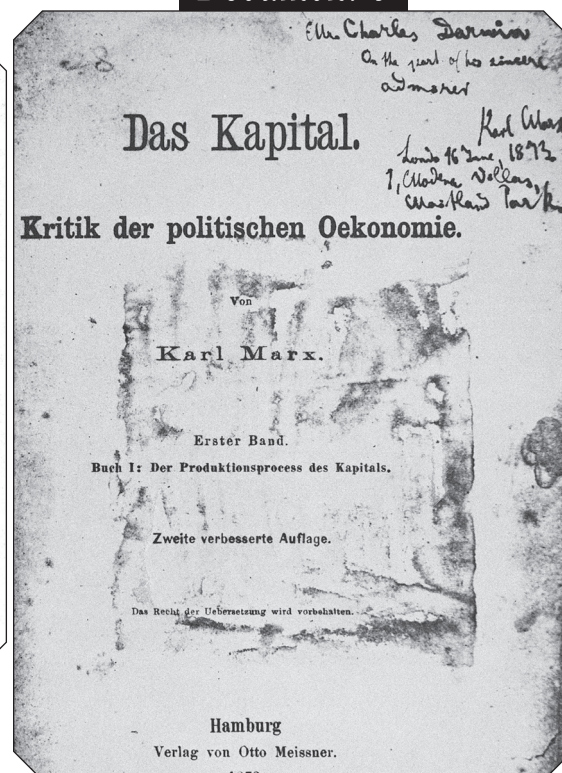 Mr. Charles Darwin
On the part of his sincere
admirer
Karl Marx
London 16 June, 1873
1, Modena Villas,
Maitland Park
Das Kapital.
Kritik der politischen Oekonomie.
Von
Karl Marx.
Erster Band.
Buch I: Der Produktionsprocess des Kapitals.
Zweite verbesserte Auflage.
Das Recht der Uebersetzung wird vorbehalten.
Hamburg
Verlag von Otto Meissner.